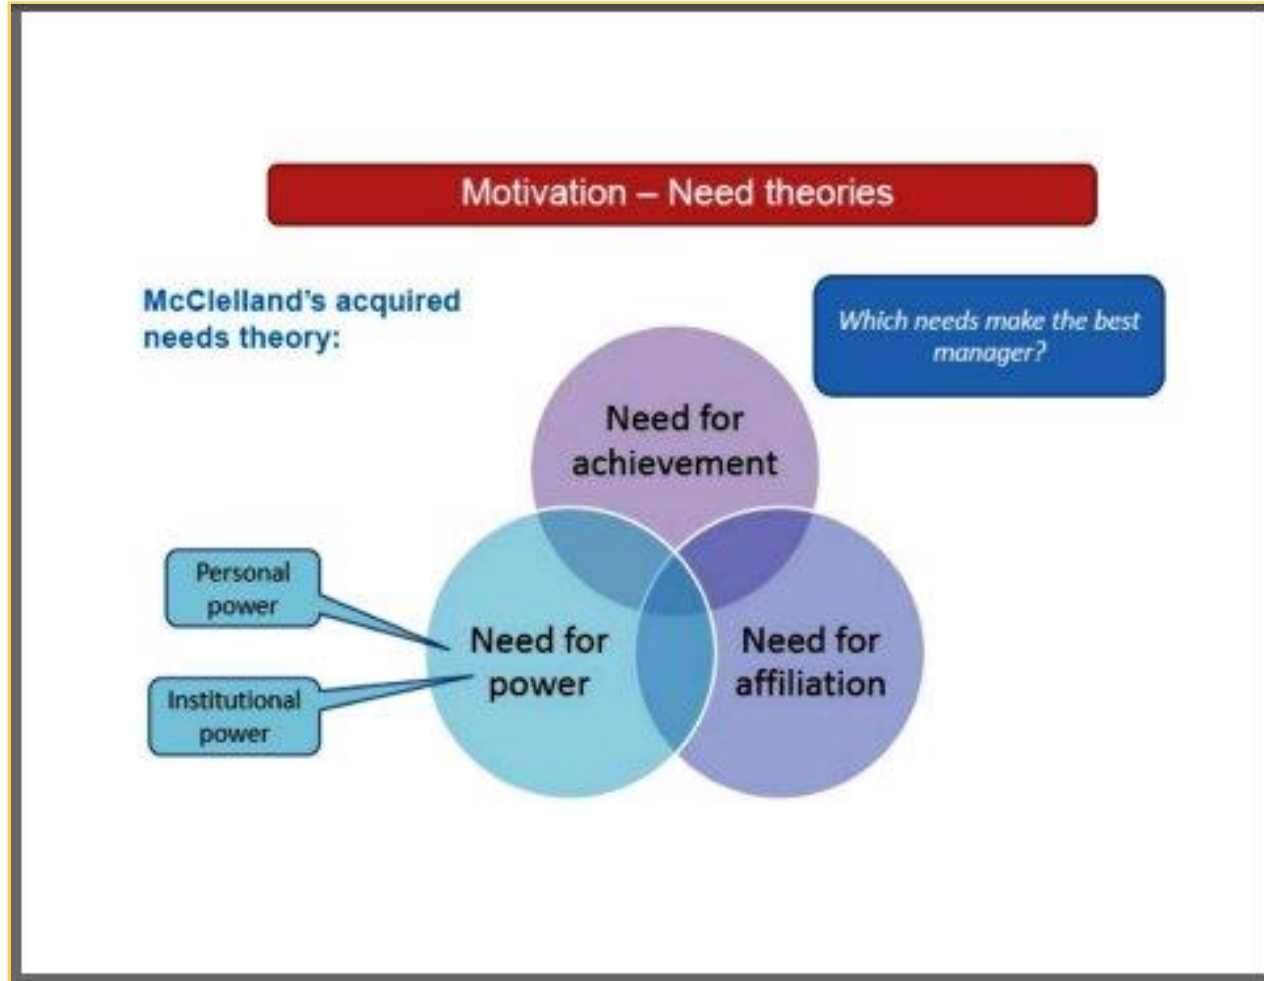 Motivation – Need theories
McClelland's acquired
needs theory:
Which needs make the best
manager?
Need for
achievement
Personal
power
Need for
power
Need for
affiliation
Institutional
power